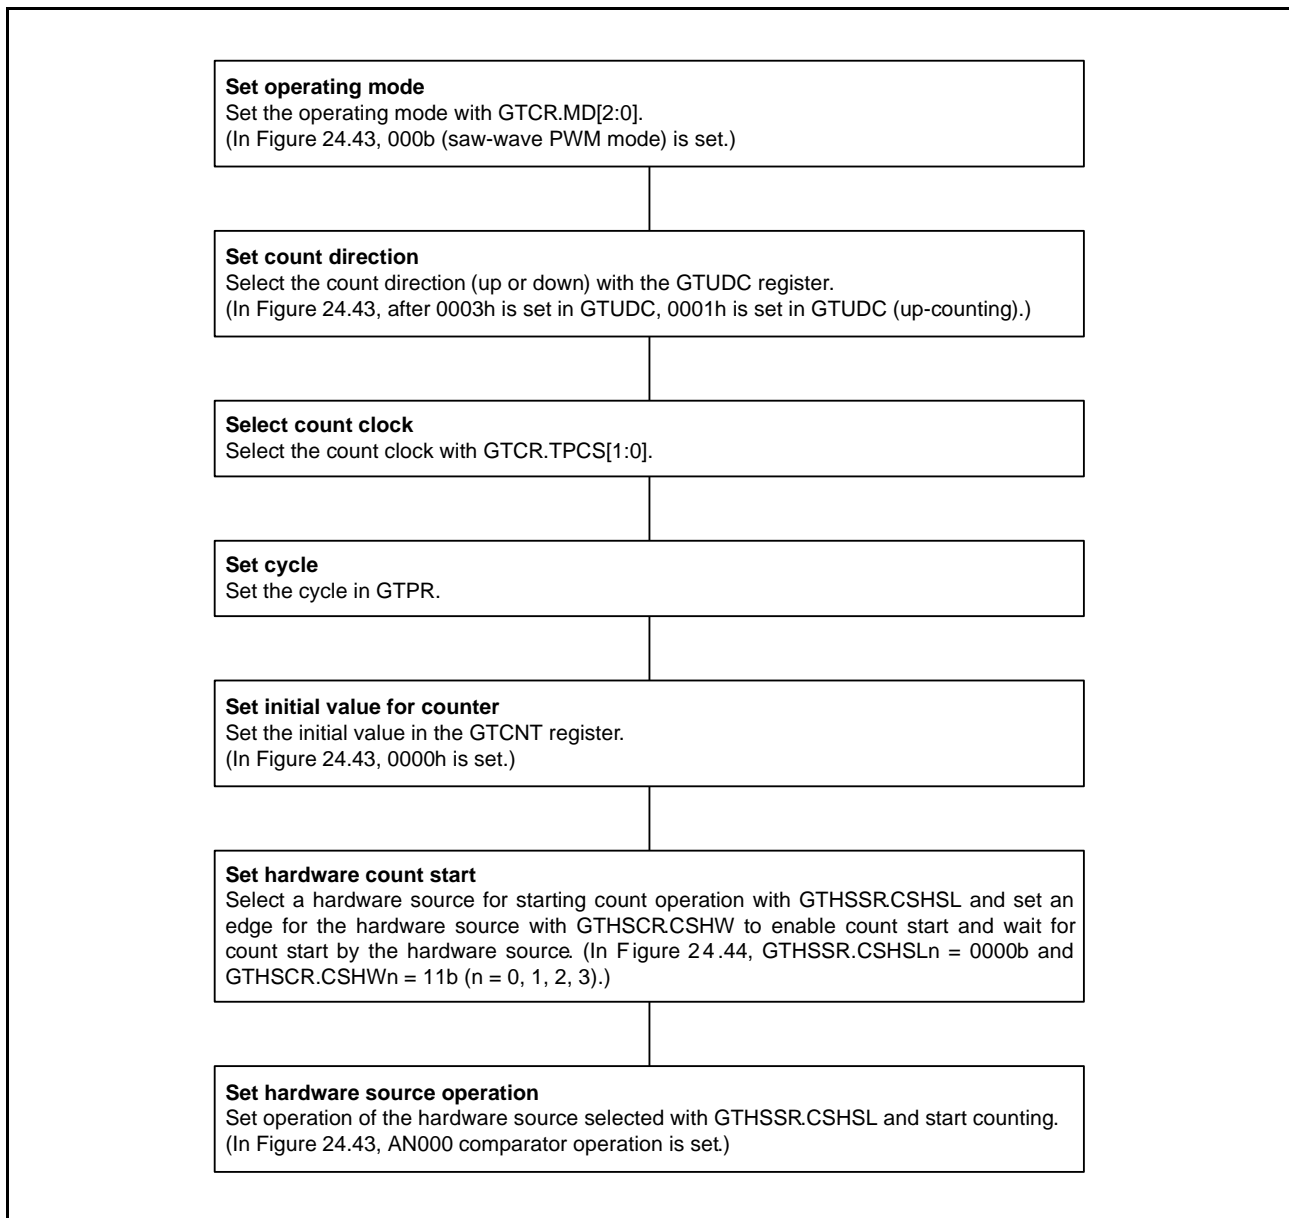 Set operating mode
Set the operating mode with GTCR.MD[2:0].
(In Figure 24.43, 000b (saw-wave PWM mode) is set.)
Set count direction
Select the count direction (up or down) with the GTUDC register.
(In Figure 24.43, after 0003h is set in GTUDC, 0001h is set in GTUDC (up-counting).)
Select count clock
Select the count clock with GTCR.TPCS[1:0].
Set cycle
Set the cycle in GTPR.
Set initial value for counter
Set the initial value in the GTCNT register.
(In Figure 24.43, 0000h is set.)
Set hardware count start
Select a hardware source for starting count operation with GTHSSR.CSHSL and set an
edge for the hardware source with GTHSCR.CSHW to enable count start and wait for
count start by the hardware source. (In Figure 24.44, GTHSSR.CSHSLn = 0000b and
GTHSCR.CSHWn = 11b (n = 0, 1, 2, 3).)
Set hardware source operation
Set operation of the hardware source selected with GTHSSR.CSHSL and start counting.
(In Figure 24.43, AN000 comparator operation is set.)